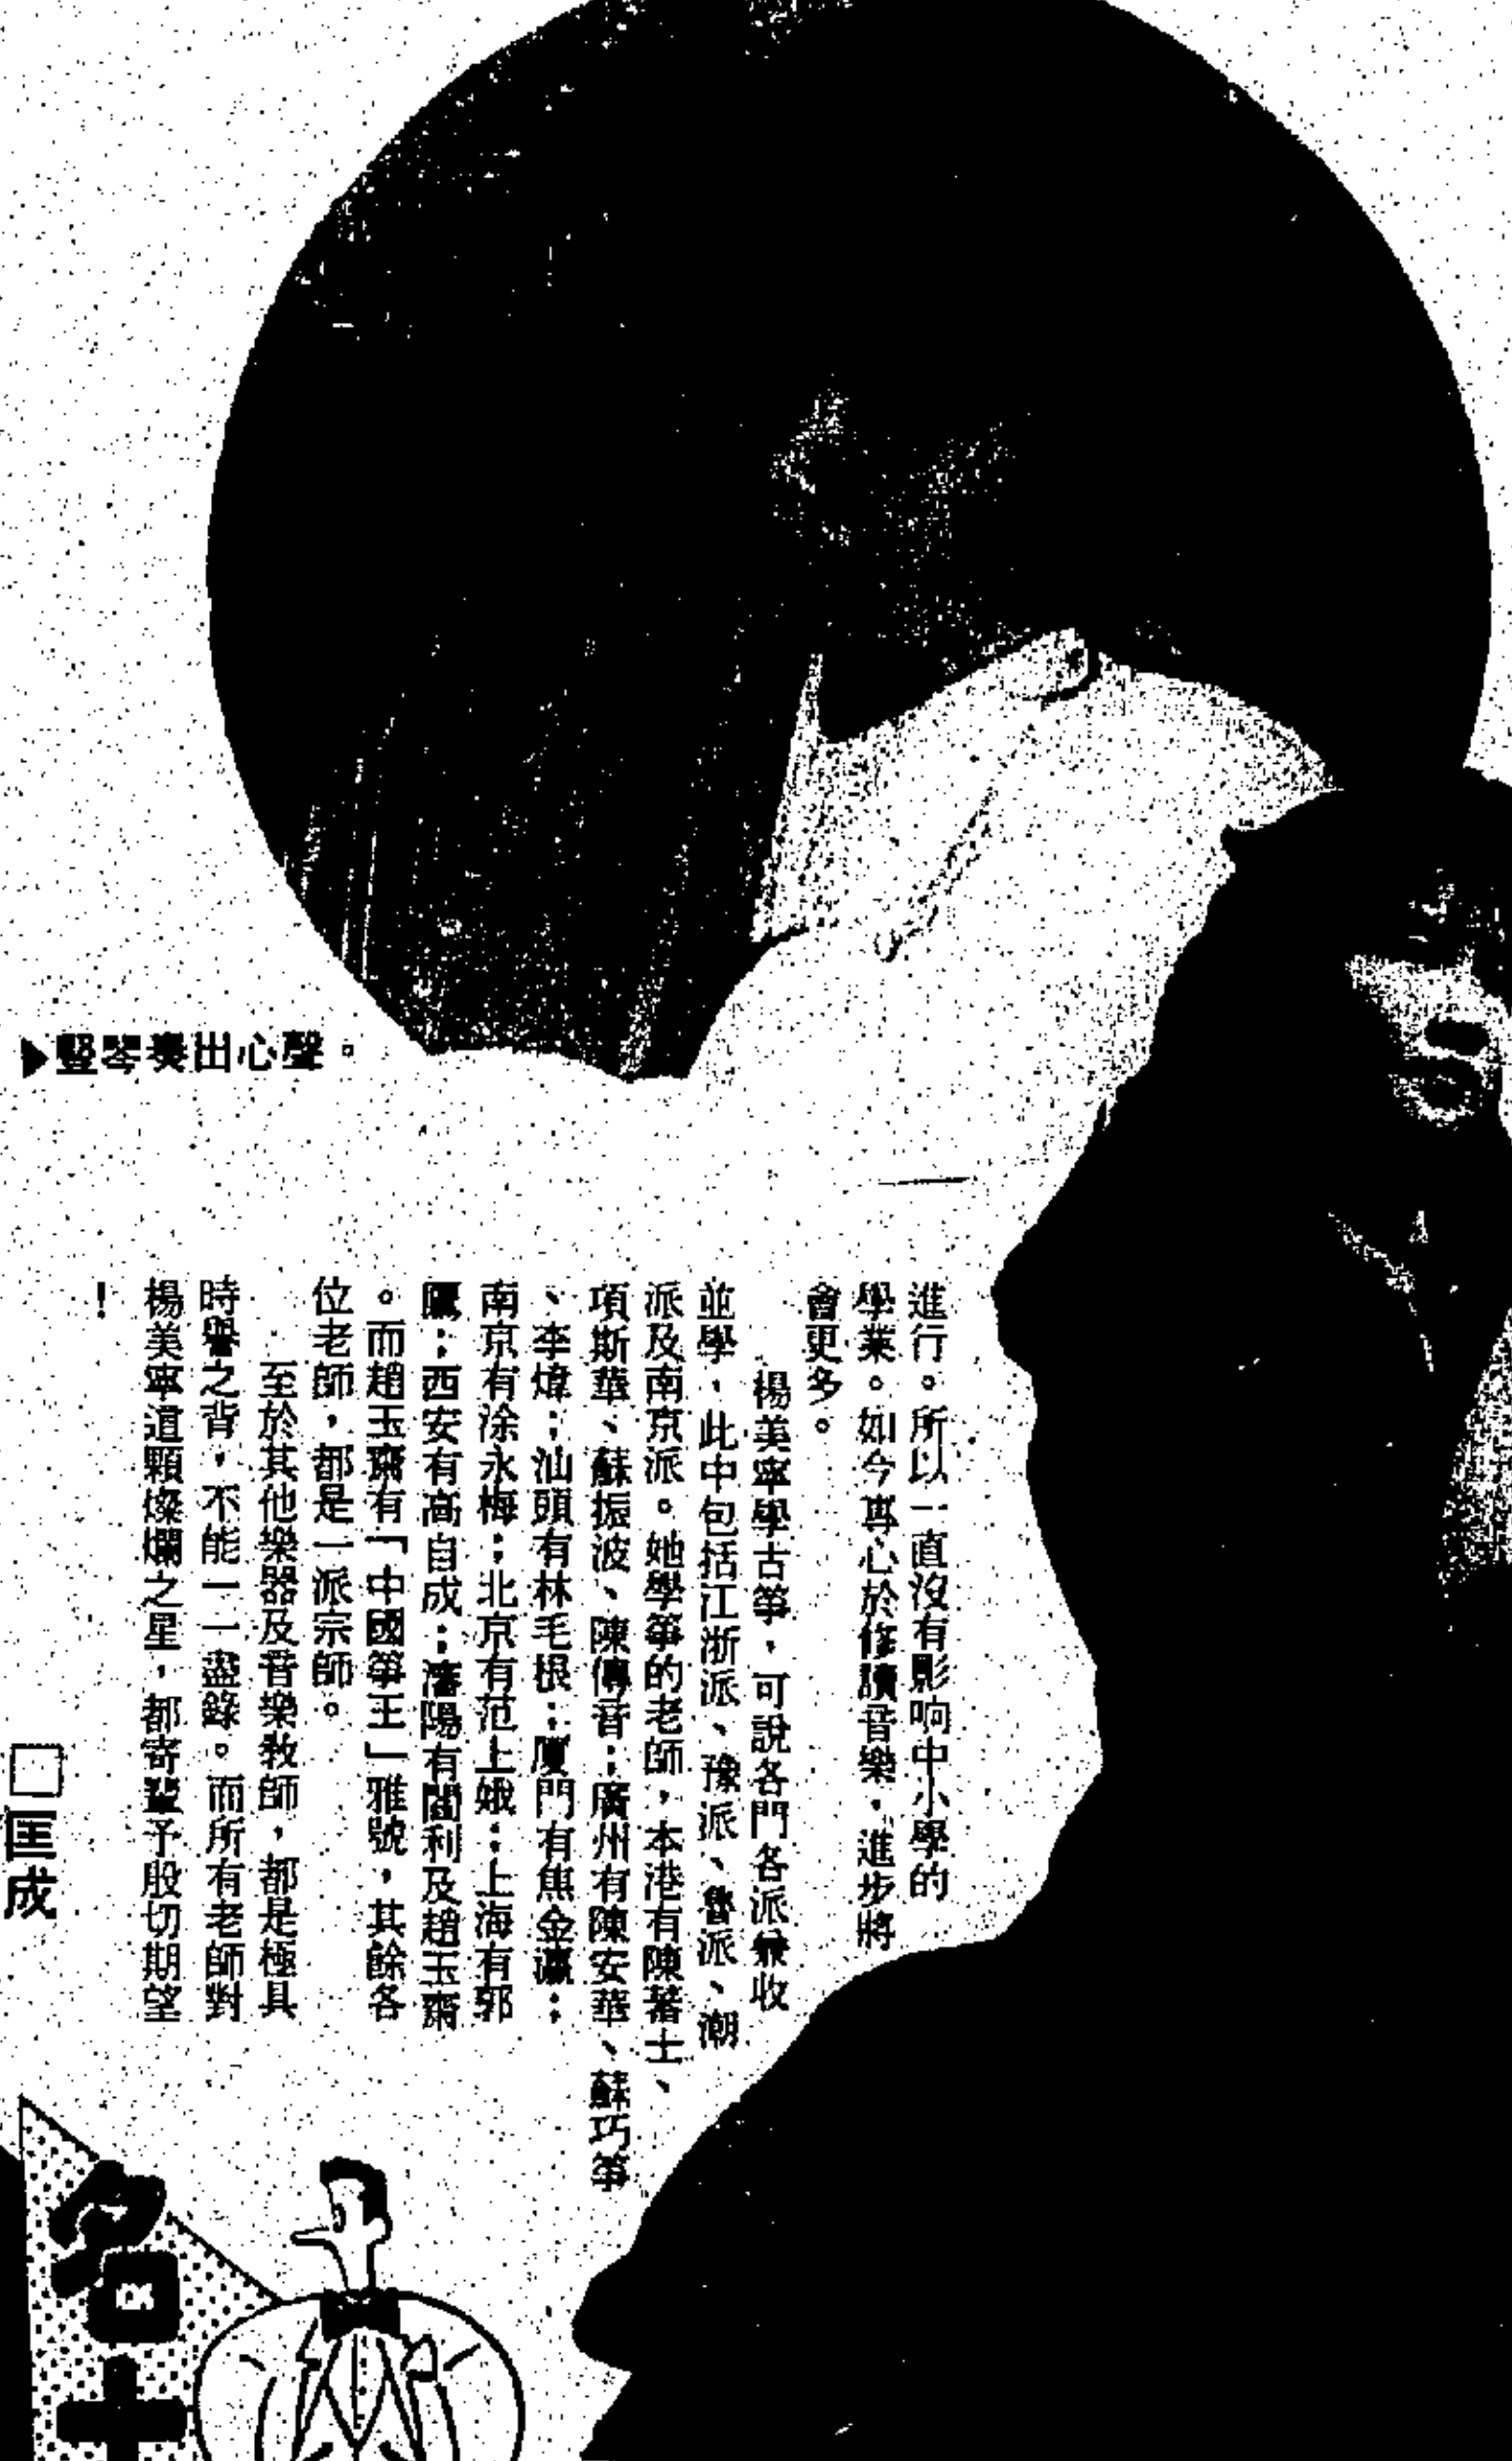 ▶豎琴奏出心聲。
進行。所以一直沒有影响中小學的
學業。如今專心於修讀音樂,進步將
會更多。
楊美寧學古箏,可說各門各派兼收
並學,此中包括江浙派、豫派、魯派、潮
派及南京派。她學箏的老師,本港有陳蕃士、
項斯華、蘇振波、陳傳音;廣州有陳安華、蘇巧箏
、李煒;汕頭有林毛根;厦門有焦金瀛;
南京有涂永梅;北京有范上娥;上海有郭
鷹;西安有高自成;瀋陽有閻利及趙玉齋
。而趙玉齋有「中國箏王」雅號,其餘各
位老師,都是一派宗師。
至於其他樂器及音樂教師,都是極具
時譽之背,不能一一盡錄。而所有老師對
楊美寧這顆燦爛之星,都寄輩予殷切期望
!
□匡成
名士